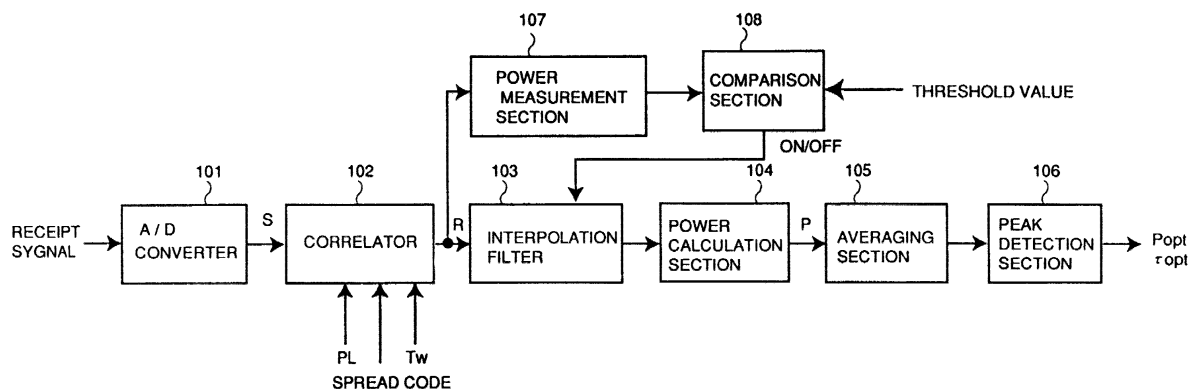 107
108
POWER
MEASUREMENT
SECTION
COMPARISON
SECTION
THRESHOLD VALUE
ON/OFF
101
102
103
104
105
106
RECEIPT
SYGNAL
A / D
CONVERTER
S
CORRELATOR
R
INTERPOLATION
FILTER
POWER
CALCULATION
SECTION
P
AVERAGING
SECTION
PEAK
DETECTION
SECTION
Popt
τopt
PL
Tw
SPREAD CODE